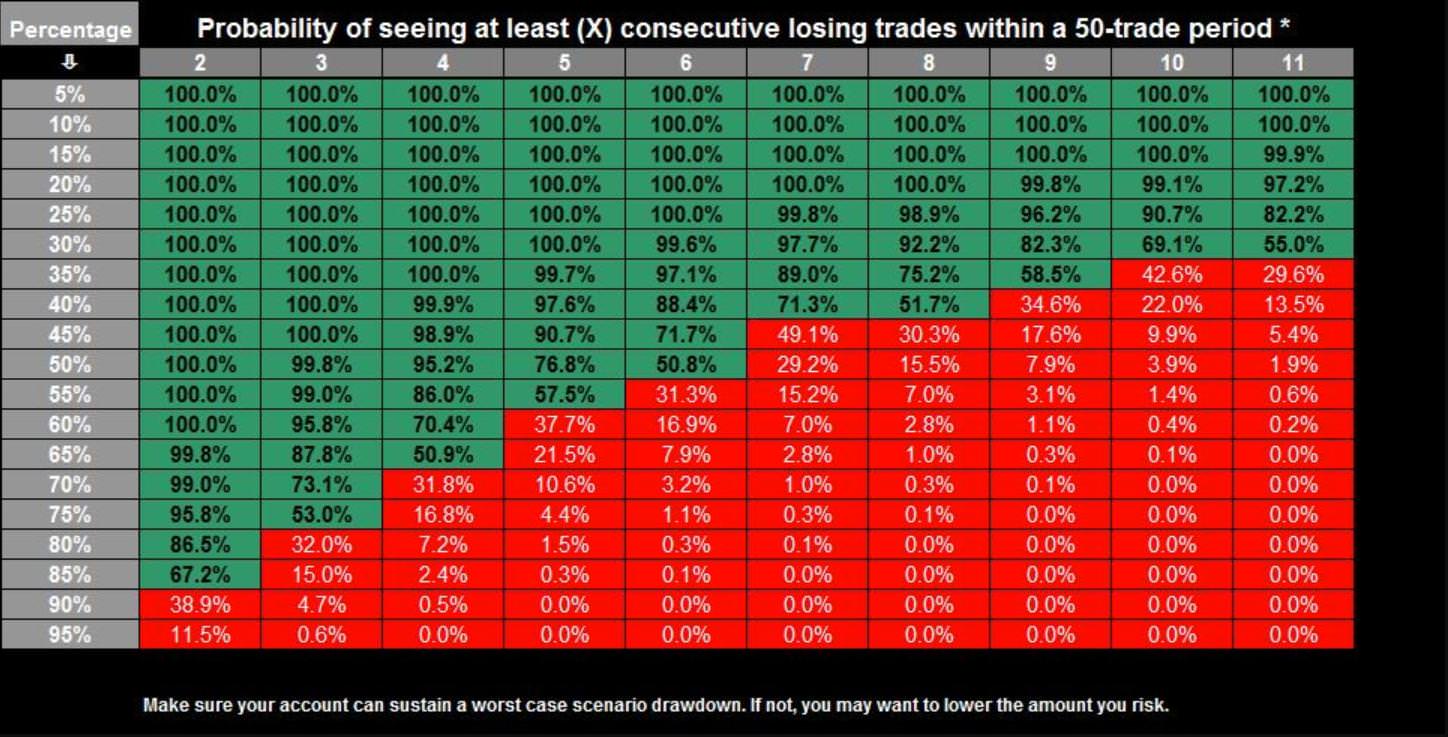 Percentage Probability of seeing at least (X) consecutive losing trades within a 50-trade period *
⇩ 2 3 4 5 6 7 8 9 10 11
5% 100.0% 100.0% 100.0% 100.0% 100.0% 100.0% 100.0% 100.0% 100.0% 100.0%
10% 100.0% 100.0% 100.0% 100.0% 100.0% 100.0% 100.0% 100.0% 100.0% 100.0%
15% 100.0% 100.0% 100.0% 100.0% 100.0% 100.0% 100.0% 100.0% 100.0% 99.9%
20% 100.0% 100.0% 100.0% 100.0% 100.0% 100.0% 100.0% 99.8% 99.1% 97.2%
25% 100.0% 100.0% 100.0% 100.0% 100.0% 99.8% 98.9% 96.2% 90.7% 82.2%
30% 100.0% 100.0% 100.0% 100.0% 99.6% 97.7% 92.2% 82.3% 69.1% 55.0%
35% 100.0% 100.0% 100.0% 99.7% 97.1% 89.0% 75.2% 58.5% 42.6% 29.6%
40% 100.0% 100.0% 99.9% 97.6% 88.4% 71.3% 51.7% 34.6% 22.0% 13.5%
45% 100.0% 100.0% 98.9% 90.7% 71.7% 49.1% 30.3% 17.6% 9.9% 5.4%
50% 100.0% 99.8% 95.2% 76.8% 50.8% 29.2% 15.5% 7.9% 3.9% 1.9%
55% 100.0% 99.0% 86.0% 57.5% 31.3% 15.2% 7.0% 3.1% 1.4% 0.6%
60% 100.0% 95.8% 70.4% 37.7% 16.9% 7.0% 2.8% 1.1% 0.4% 0.2%
65% 99.8% 87.8% 50.9% 21.5% 7.9% 2.8% 1.0% 0.3% 0.1% 0.0%
70% 99.0% 73.1% 31.8% 10.6% 3.2% 1.0% 0.3% 0.1% 0.0% 0.0%
75% 95.8% 53.0% 16.8% 4.4% 1.1% 0.3% 0.1% 0.0% 0.0% 0.0%
80% 86.5% 32.0% 7.2% 1.5% 0.3% 0.1% 0.0% 0.0% 0.0% 0.0%
85% 67.2% 15.0% 2.4% 0.3% 0.1% 0.0% 0.0% 0.0% 0.0% 0.0%
90% 38.9% 4.7% 0.5% 0.0% 0.0% 0.0% 0.0% 0.0% 0.0% 0.0%
95% 11.5% 0.6% 0.0% 0.0% 0.0% 0.0% 0.0% 0.0% 0.0% 0.0%
Make sure your account can sustain a worst case scenario drawdown. If not, you may want to lower the amount you risk.